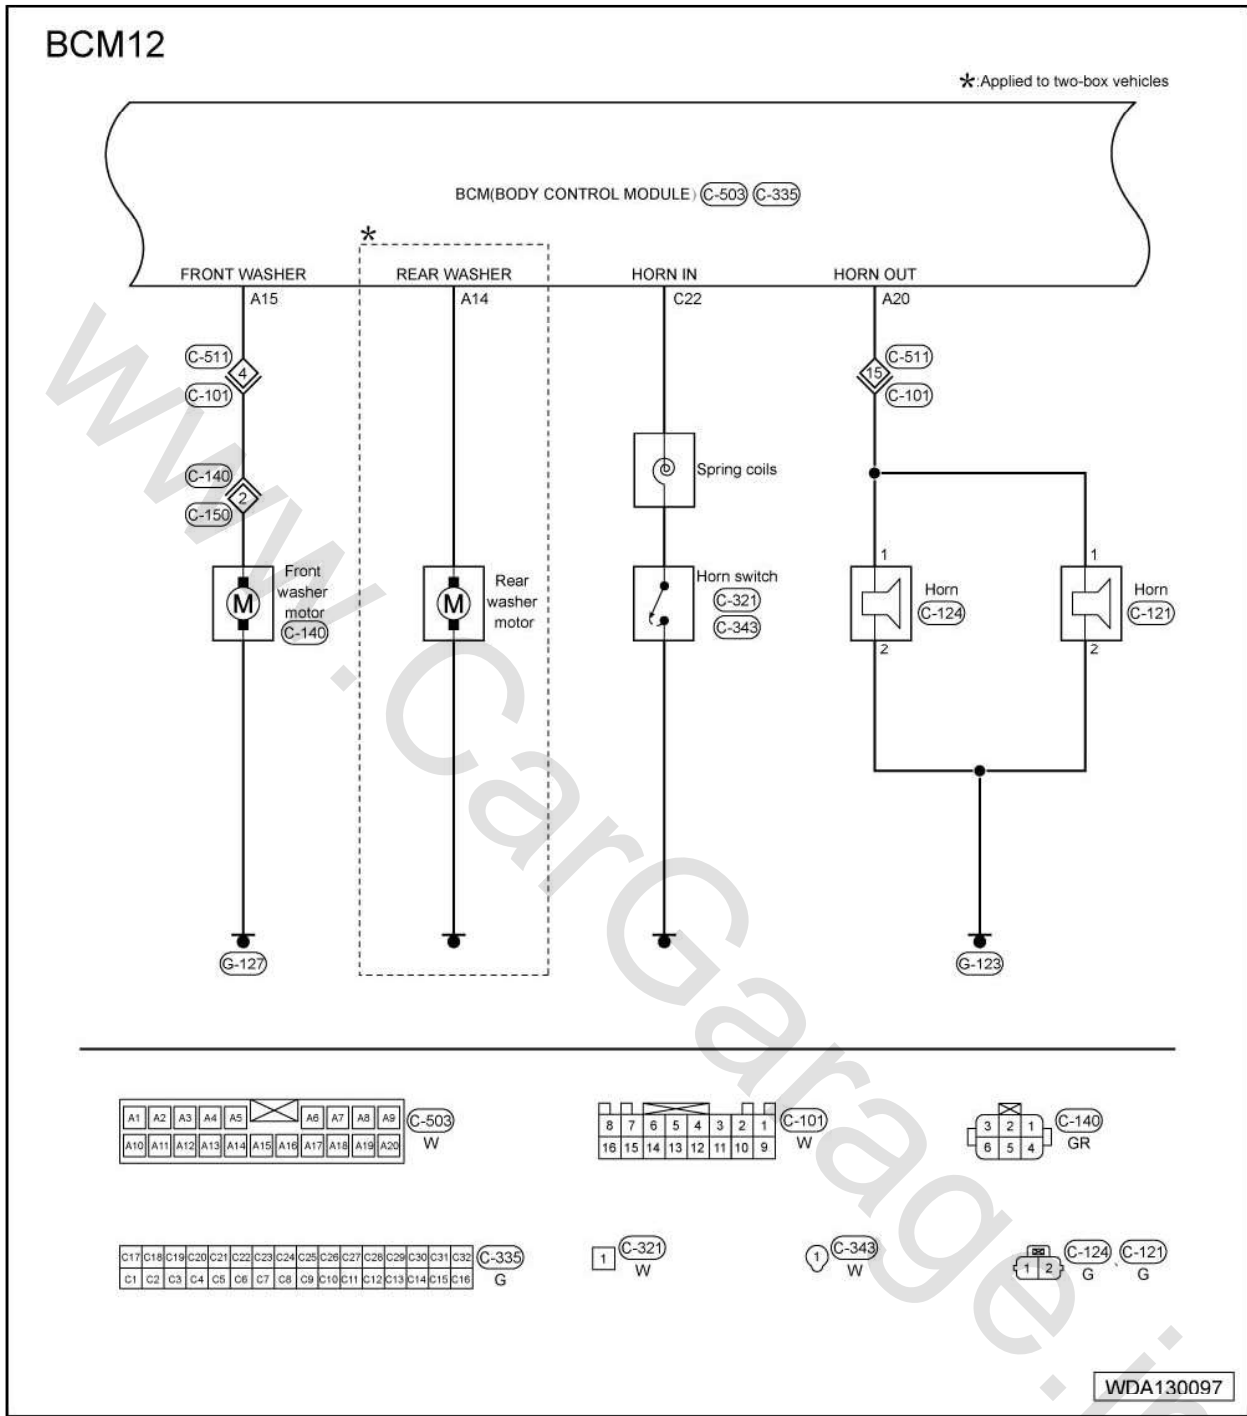 BCM12
*:Applied to two-box vehicles
BCM(BODY CONTROL MODULE) C-503 C-335
*
FRONT WASHER REAR WASHER HORN IN HORN OUT
A15 A14 C22 A20
C-511 C-511
4 15
C-101 C-101
C-140
2
C-150
Spring coils
1 1
Front washer motor C-140
M
Rear washer motor
M
Horn switch
C-321
C-343
Horn C-124
Horn C-121
2 2
G-127 G-123
A1 A2 A3 A4 A5 A6 A7 A8 A9
A10 A11 A12 A13 A14 A15 A16 A17 A18 A19 A20
C-503
W
8 7 6 5 4 3 2 1
16 15 14 13 12 11 10 9
C-101
W
3 2 1
6 5 4
C-140
GR
C17 C18 C19 C20 C21 C22 C23 C24 C25 C26 C27 C28 C29 C30 C31 C32
C1 C2 C3 C4 C5 C6 C7 C8 C9 C10 C11 C12 C13 C14 C15 C16
C-335
G
1 C-321
W
1 C-343
W
1 2 C-124 、 C-121
G G
WDA130097
www.CarGarage.i